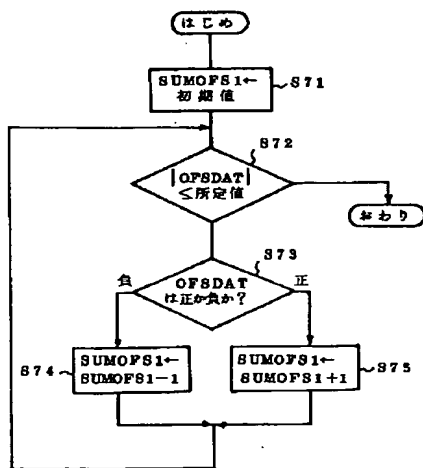 はじめ
SUMOFS1←
初期値
S71
S72
|OFSDAT|
≦所定値
おわり
S73
OFSDAT
は正か負か?
負
正
S74
SUMOFS1←
SUMOFS1-1
SUMOFS1←
SUMOFS1+1
S75